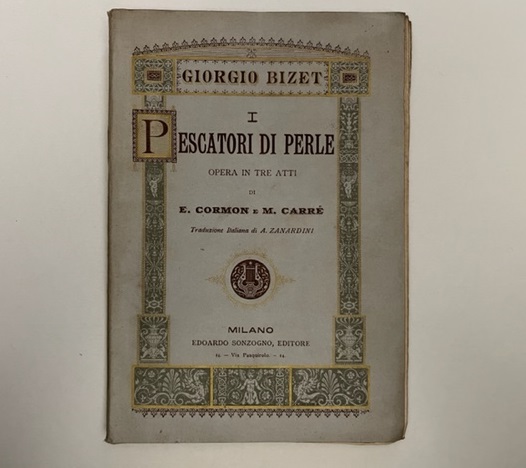 GIORGIO BIZET
I
PESCATORI DI PERLE
OPERA IN TRE ATTI
DI
E. CORMON E M. CARRÉ
Traduzione Italiana di A. ZANARDINI
MILANO
EDOARDO SONZOGNO, EDITORE
14 — Via Pasquirolo — 14